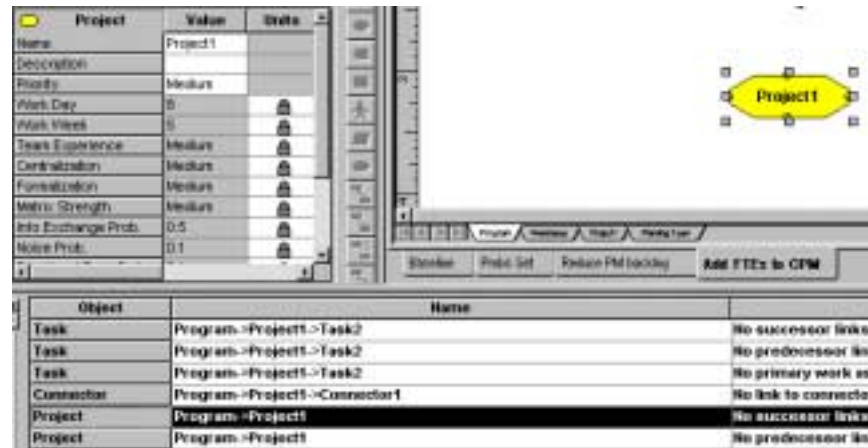 Project Value Units
Name Project1
Description
Priority Medium
Work Day 8
Work Week 5
Team Experience Medium
Centralization Medium
Formalization Medium
Matrix Strength Medium
Info Exchange Prob. 0.5
Noise Prob. 0.1
Project1
Program
Baseline Probs Set Reduce PM backlog Add FTEs to CPM
Object Name
Task Program->Project1->Task2 No successor links
Task Program->Project1->Task2 No predecessor lin
Task Program->Project1->Task2 No primary work as
Connector Program->Project1->Connector1 No link to connecto
Project Program->Project1 No successor links
Project Program->Project1 No predecessor lin